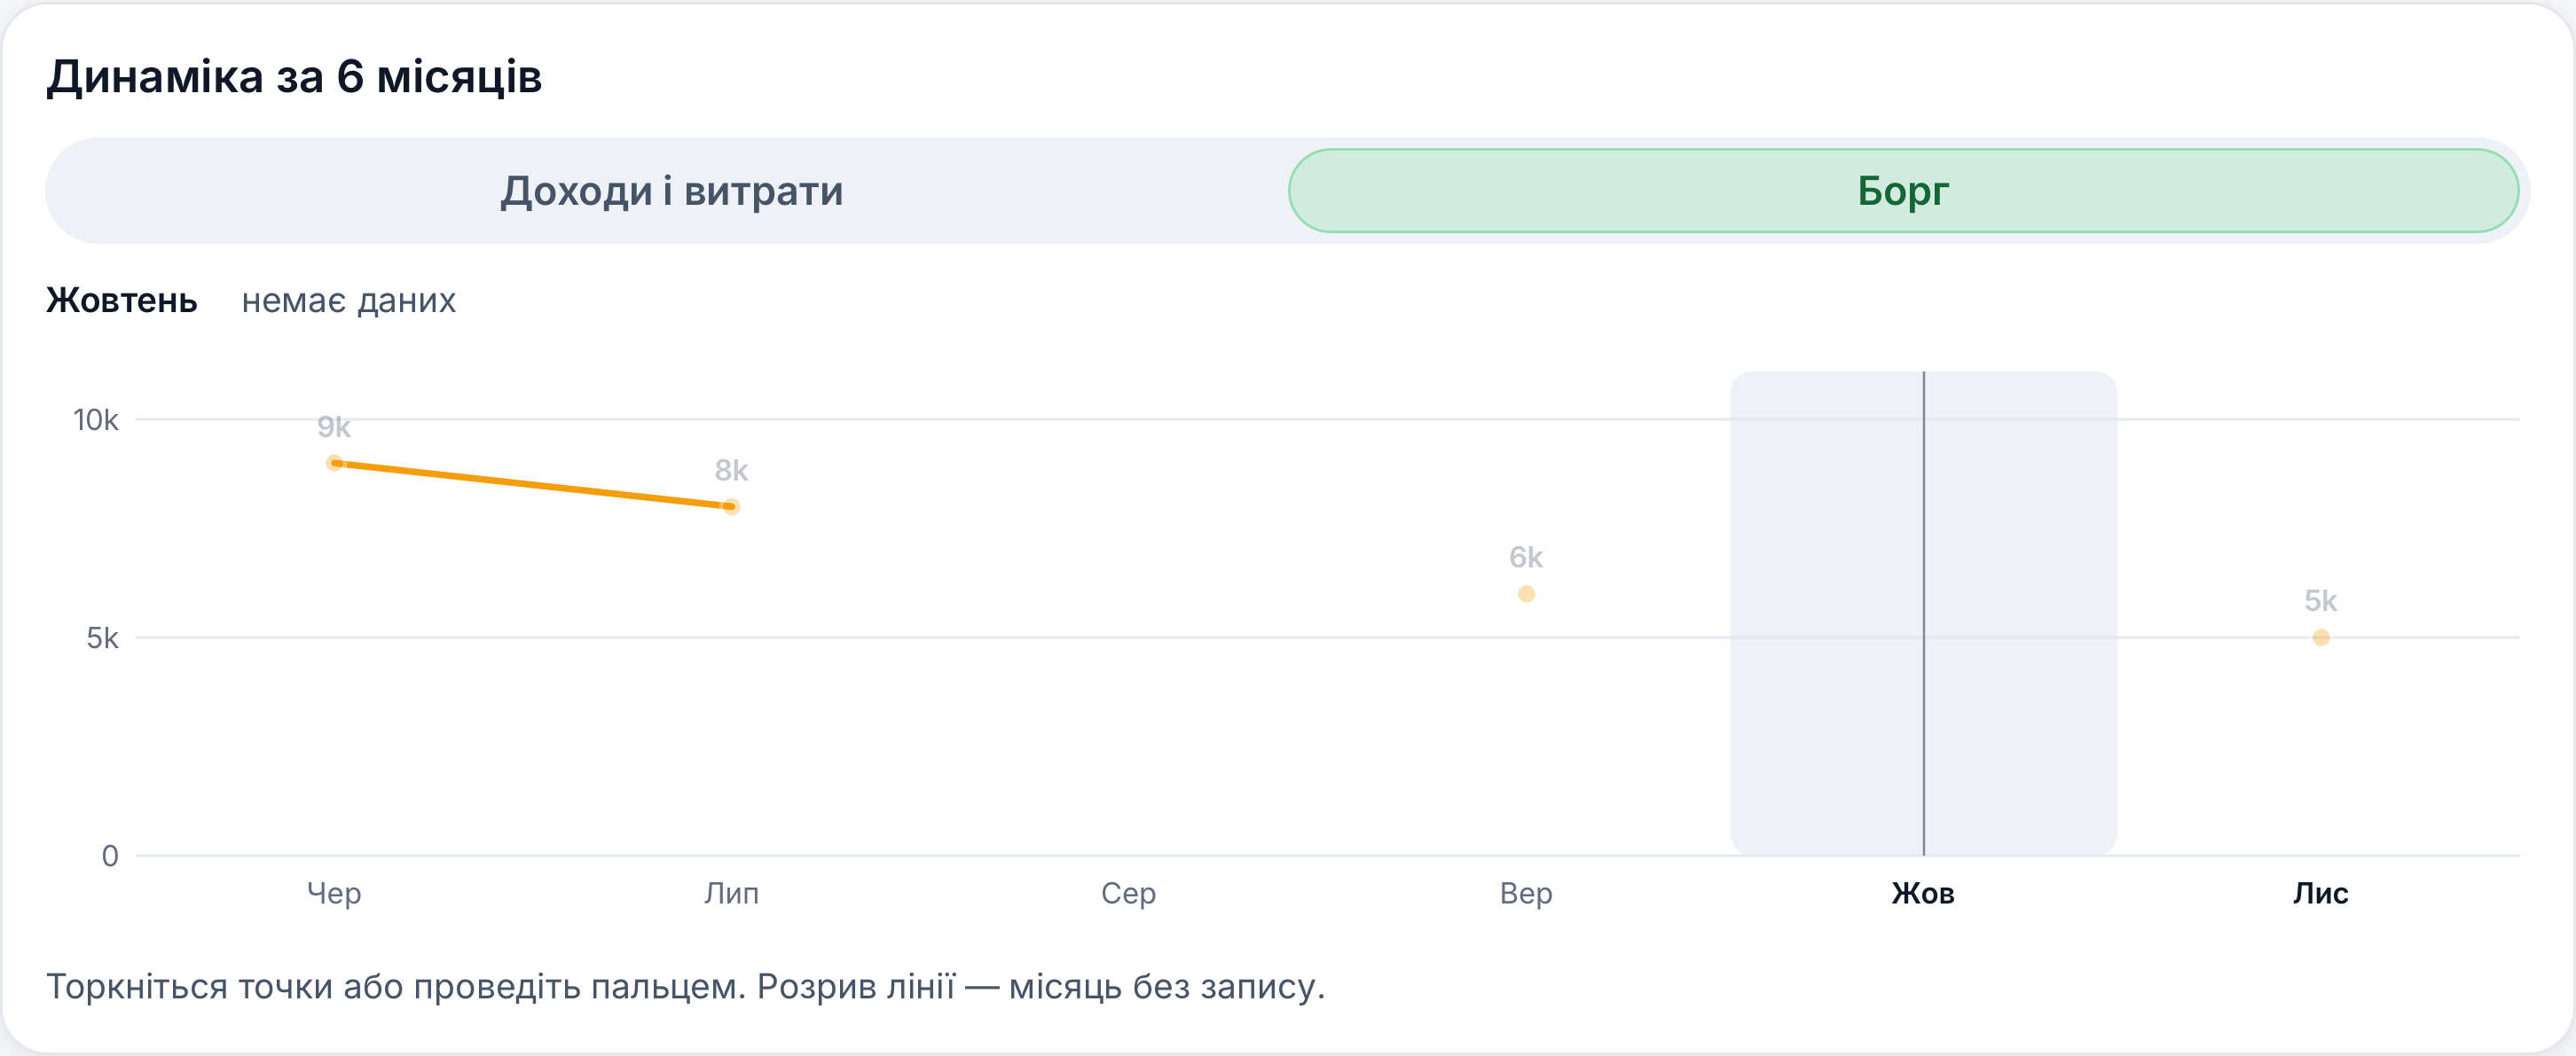 Динаміка за 6 місяців
Доходи і витрати
Борг
Жовтень немає даних
10k
9k
8k
6k
5k
5k
0
Чер Лип Сер Вер Жов Лис
Торкніться точки або проведіть пальцем. Розрив лінії — місяць без запису.